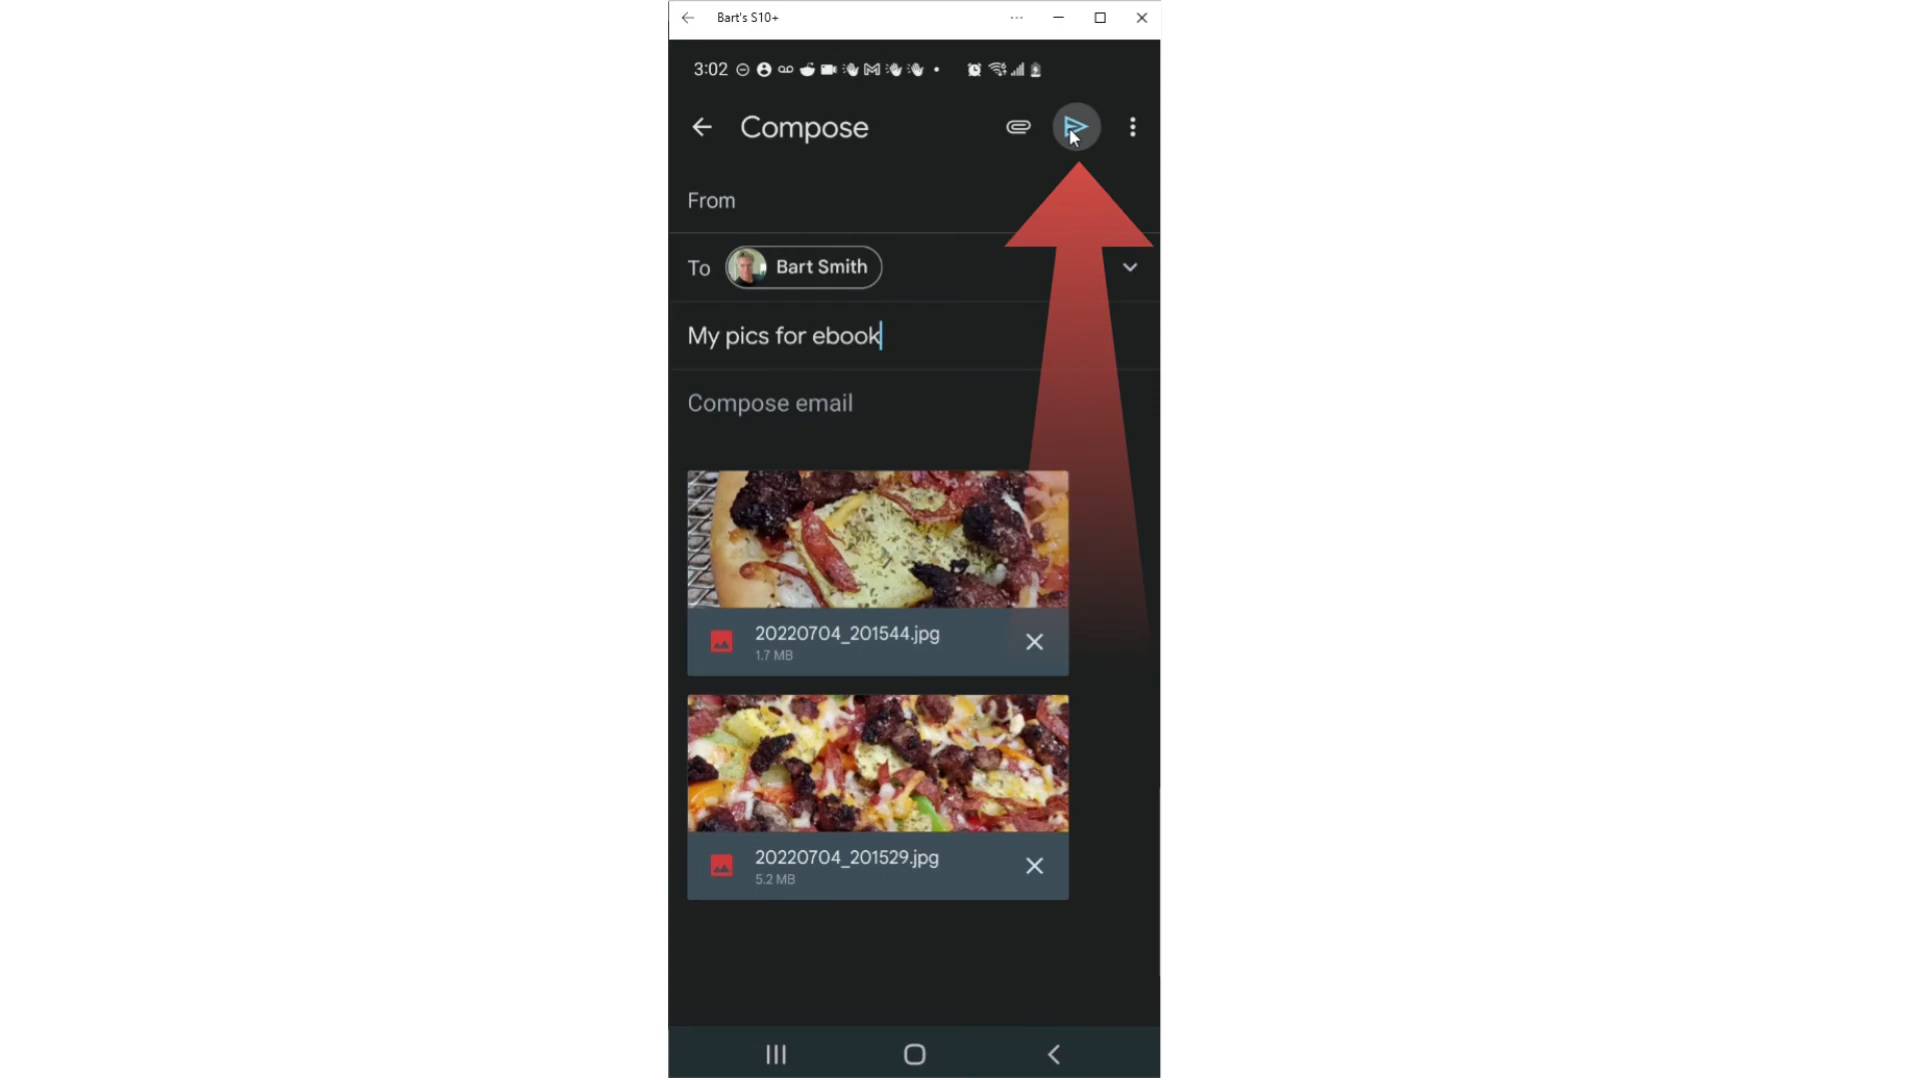 Bart's S10+
3:02
Compose
From
To Bart Smith
My pics for ebook
Compose email
20220704_201544.jpg
1.7 MB
20220704_201529.jpg
5.2 MB